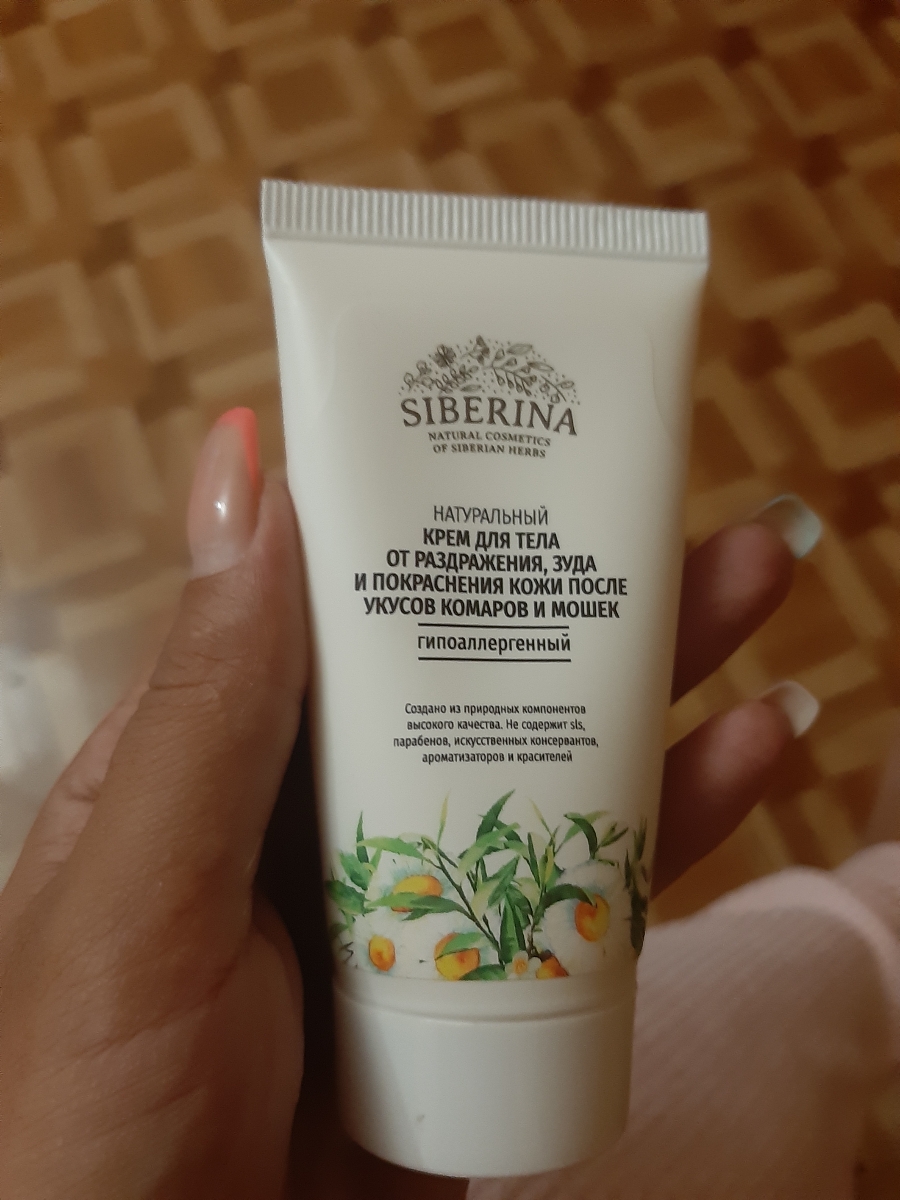 SIBERINA
NATURAL COSMETICS
OF SIBERIAN HERBS
НАТУРАЛЬНЫЙ
КРЕМ ДЛЯ ТЕЛА
ОТ РАЗДРАЖЕНИЯ, ЗУДА
И ПОКРАСНЕНИЯ КОЖИ ПОСЛЕ
УКУСОВ КОМАРОВ И МОШЕК
гипоаллергенный
Создано из природных компонентов
высокого качества. Не содержит sls,
парабенов, искусственных консервантов,
ароматизаторов и красителей